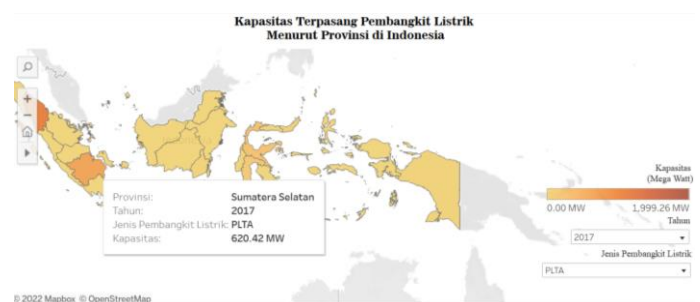 Kapasitas Terpasang Pembangkit Listrik
Menurut Provinsi di Indonesia
Provinsi: Sumatera Selatan
Tahun: 2017
Jenis Pembangkit Listrik: PLTA
Kapasitas: 620.42 MW
Kapasitas
(Mega Watt)
0.00 MW 1,999.26 MW
Tahun
2017
Jenis Pembangkit Listrik
PLTA
© 2022 Mapbox © OpenStreetMap